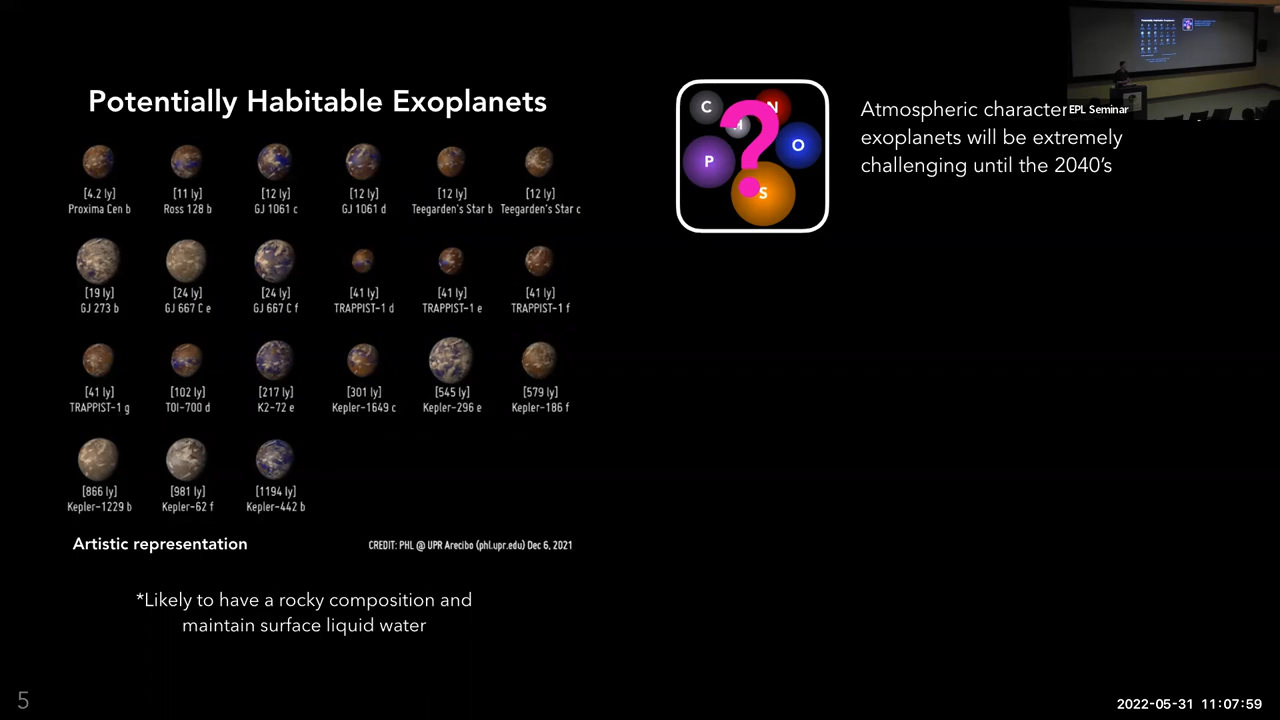 Potentially Habitable Exoplanets
[4.2 ly] [11 ly] [12 ly] [12 ly] [12 ly] [12 ly]
Proxima Cen b Ross 128 b GJ 1061 c GJ 1061 d Teegarden's Star b Teegarden's Star c
[19 ly] [24 ly] [24 ly] [41 ly] [41 ly] [41 ly]
GJ 273 b GJ 667 C e GJ 667 C f TRAPPIST-1 d TRAPPIST-1 e TRAPPIST-1 f
[41 ly] [102 ly] [217 ly] [301 ly] [545 ly] [579 ly]
TRAPPIST-1 g TOI-700 d K2-72 e Kepler-1649 c Kepler-296 e Kepler-186 f
[866 ly] [981 ly] [1194 ly]
Kepler-1229 b Kepler-62 f Kepler-442 b
Artistic representation CREDIT: PHL @ UPR Arecibo (phl.upr.edu) Dec 6, 2021
*Likely to have a rocky composition and
maintain surface liquid water
C N
H
P O
S
?
Atmospheric character
exoplanets will be extremely
challenging until the 2040's
EPL Seminar
5
2022-05-31 11:07:59